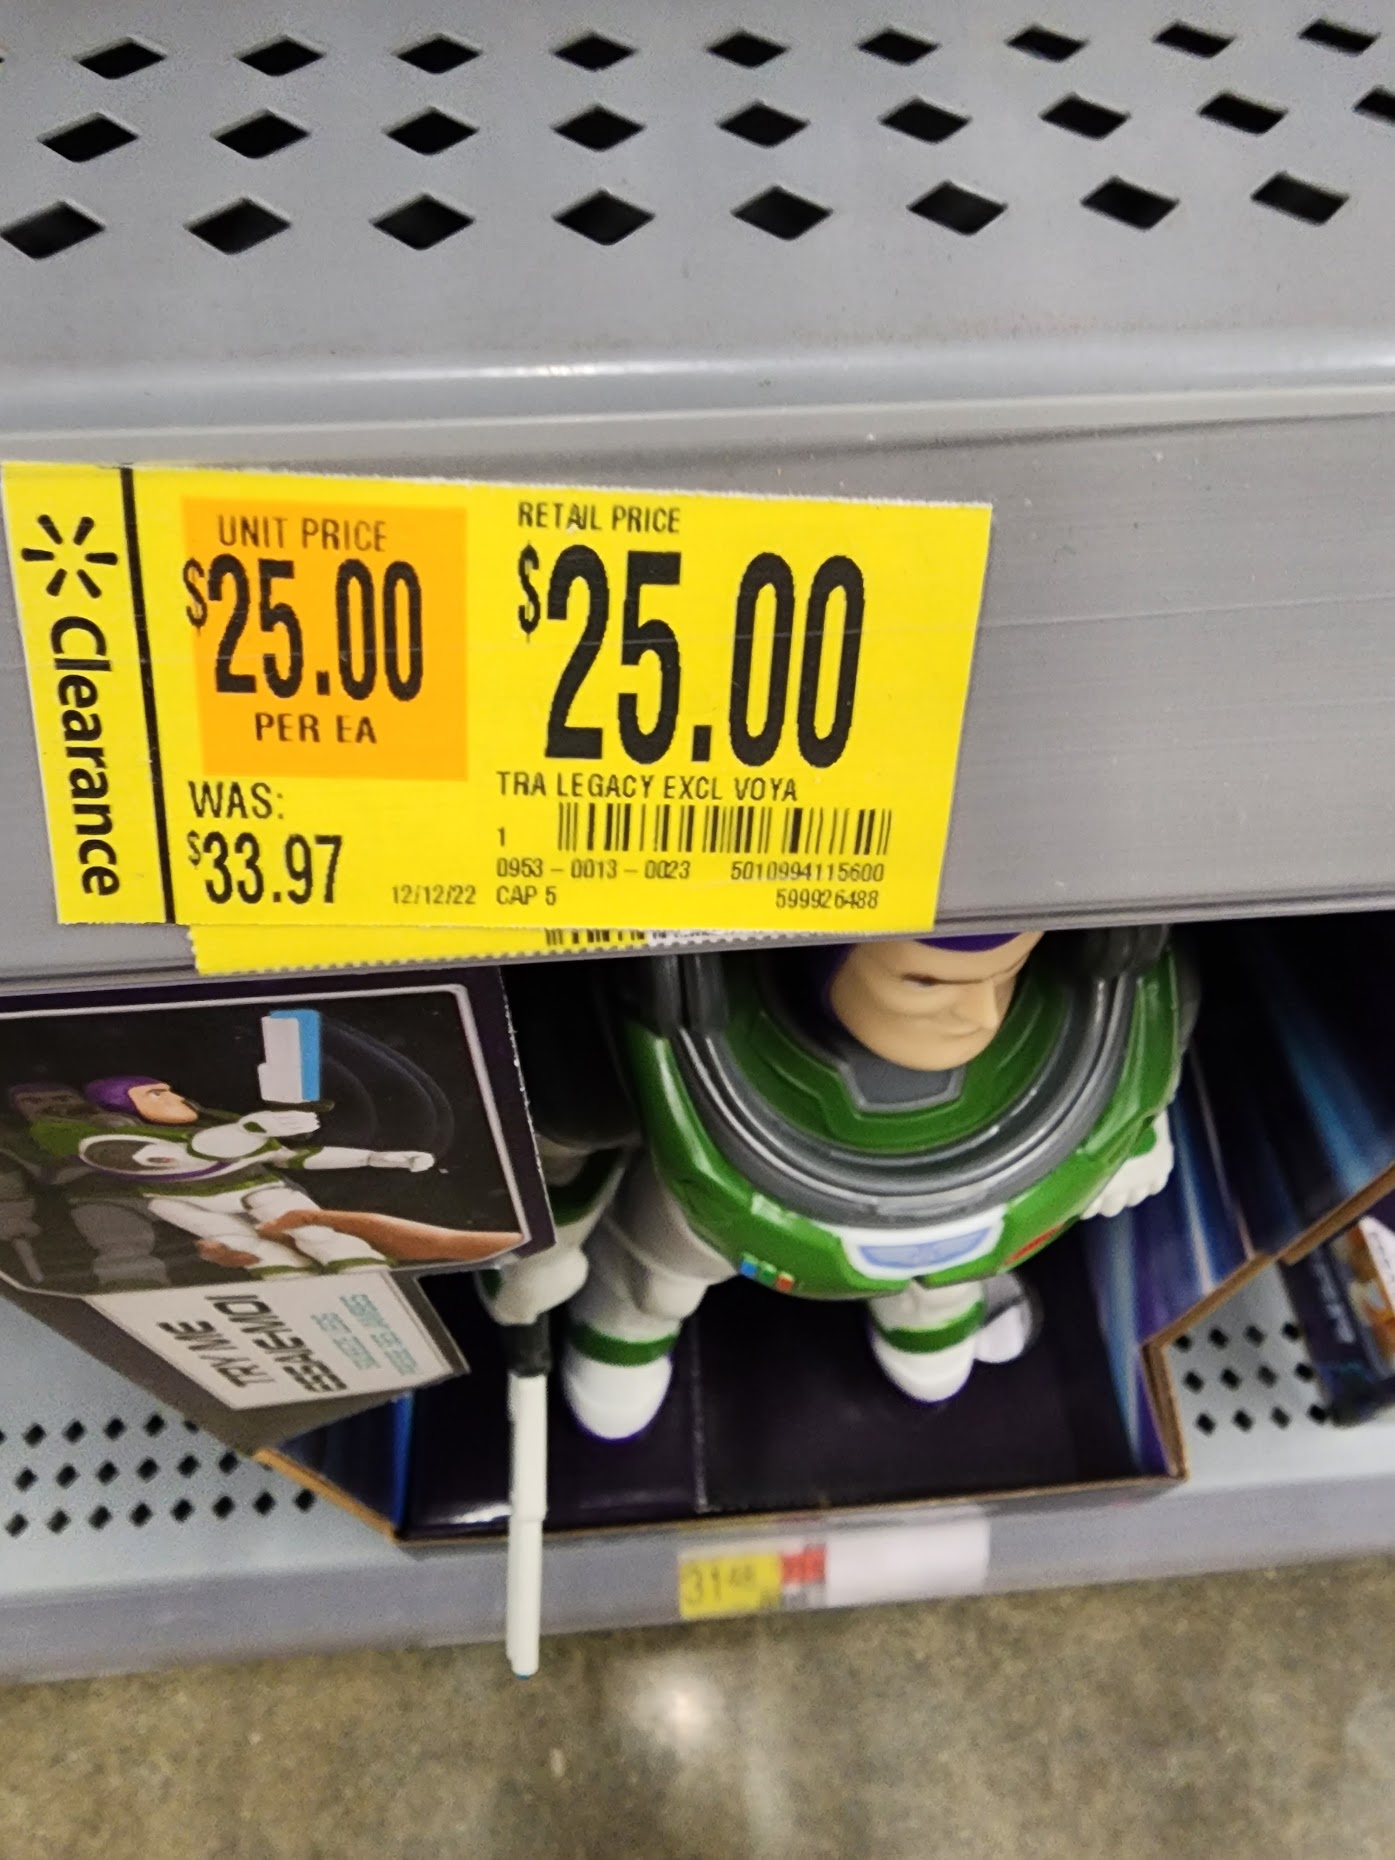 Clearance
UNIT PRICE
$25.00
PER EA
WAS:
$33.97
12/12/22
RETAIL PRICE
$25.00
TRA LEGACY EXCL VOYA
1
0953-0013-0023 5010994115600
CAP 5 599926488
TRY ME
3148